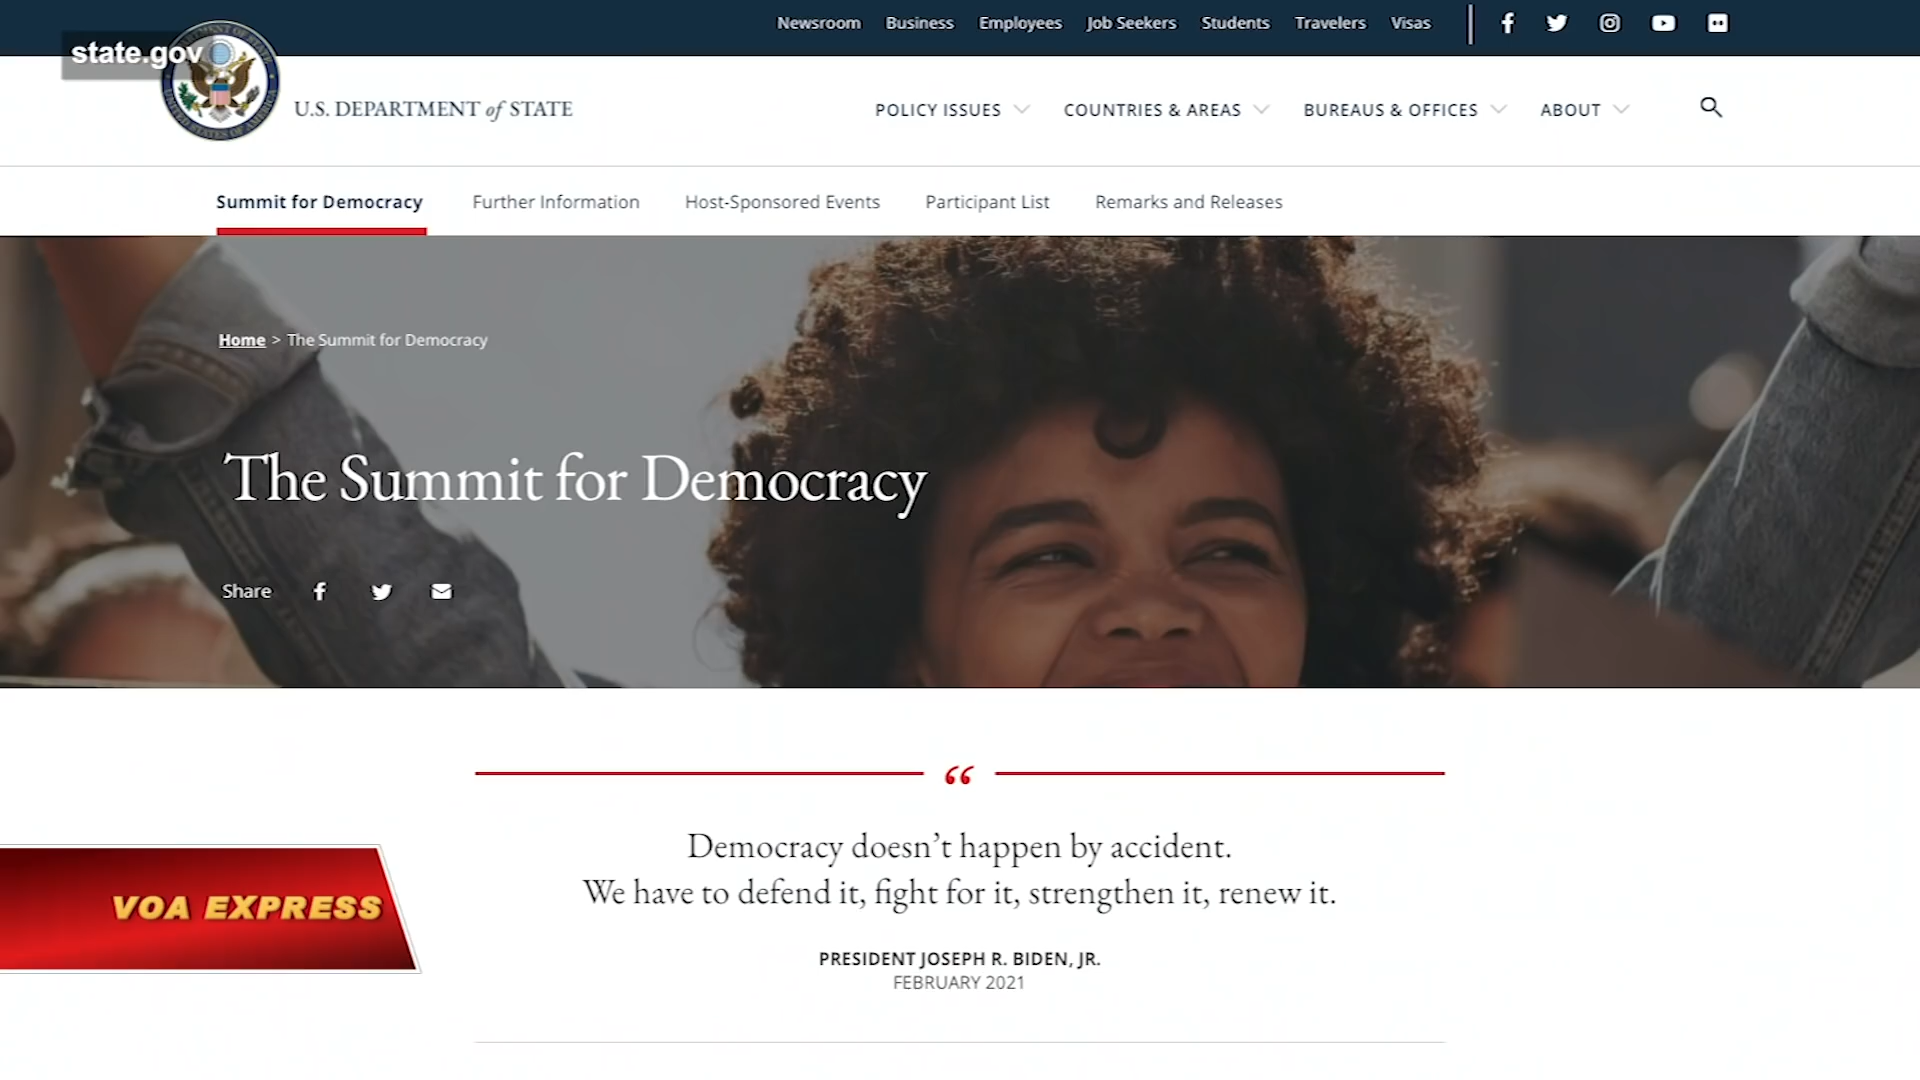 state.gov
Newsroom Business Employees Job Seekers Students Travelers Visas
U.S. DEPARTMENT of STATE
POLICY ISSUES COUNTRIES & AREAS BUREAUS & OFFICES ABOUT
Summit for Democracy Further Information Host-Sponsored Events Participant List Remarks and Releases
Home > The Summit for Democracy
The Summit for Democracy
Share
“
Democracy doesn’t happen by accident.
We have to defend it, fight for it, strengthen it, renew it.
PRESIDENT JOSEPH R. BIDEN, JR.
FEBRUARY 2021
VOA EXPRESS